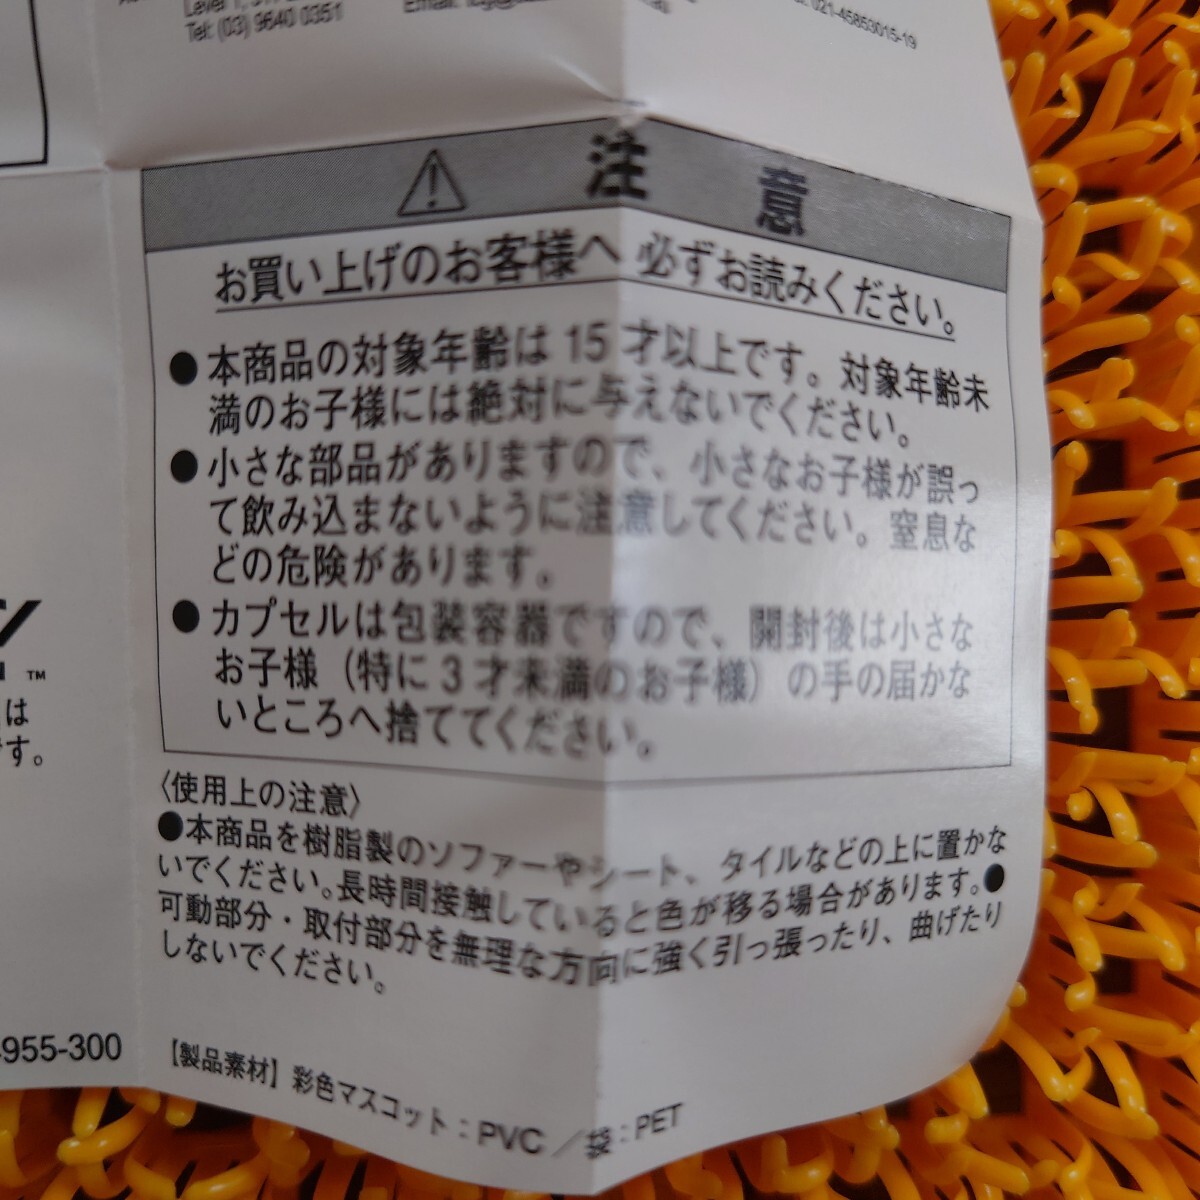 Level 1,
Tel: (03) 9640 0351
Email:
021-45853015-19
注意
お買い上げのお客様へ 必ずお読みください。
●本商品の対象年齢は15才以上です。対象年齢未
満のお子様には絶対に与えないでください。
●小さな部品がありますので、小さなお子様が誤っ
て飲み込まないように注意してください。窒息な
どの危険があります。
●カプセルは包装容器ですので、開封後は小さな
お子様（特に3才未満のお子様）の手の届かな
いところへ捨ててください。
TM
は
す。
〈使用上の注意〉
●本商品を樹脂製のソファーやシート、タイルなどの上に置かな
いでください。長時間接触していると色が移る場合があります。●
可動部分・取付部分を無理な方向に強く引っ張ったり、曲げたり
しないでください。
-955-300
【製品素材】彩色マスコット：PVC ／袋：PET